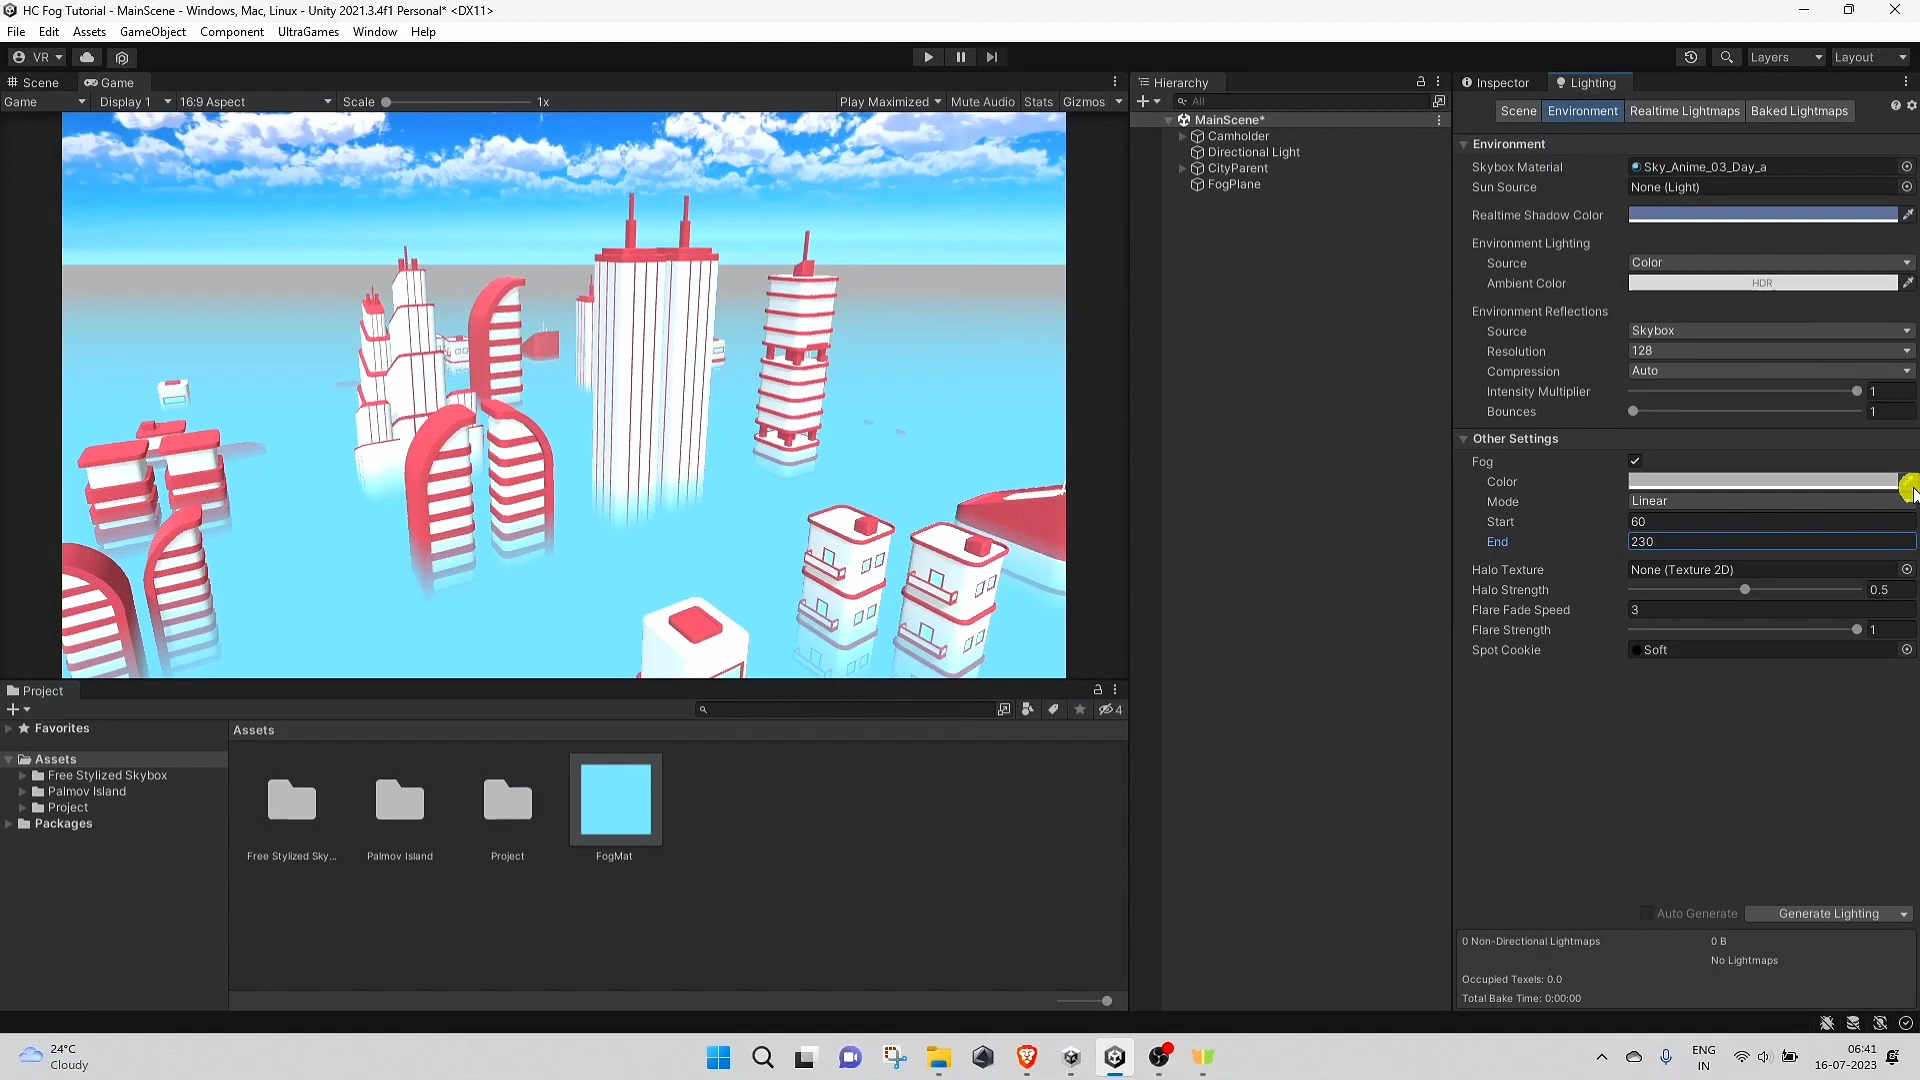 HC Fog Tutorial - MainScene - Windows, Mac, Linux - Unity 2021.3.4f1 Personal* <DX11>
File Edit Assets GameObject Component UltraGames Window Help
VR Layers Layout
Scene Game
Game Display 1 16:9 Aspect Scale 1x Play Maximized Mute Audio Stats Gizmos
Hierarchy
All
MainScene*
Camholder
Directional Light
CityParent
FogPlane
Inspector Lighting
Scene Environment Realtime Lightmaps Baked Lightmaps
Environment
Skybox Material Sky_Anime_03_Day_a
Sun Source None (Light)
Realtime Shadow Color
Environment Lighting
Source Color
Ambient Color HDR
Environment Reflections
Source Skybox
Resolution 128
Compression Auto
Intensity Multiplier 1
Bounces 1
Other Settings
Fog
Color
Mode Linear
Start 60
End 230
Halo Texture None (Texture 2D)
Halo Strength 0.5
Flare Fade Speed 3
Flare Strength 1
Spot Cookie Soft
Auto Generate Generate Lighting
0 Non-Directional Lightmaps 0 B
No Lightmaps
Occupied Texels: 0.0
Total Bake Time: 0:00:00
Project
4
Favorites
Assets
Free Stylized Skybox
Palmov Island
Project
Packages
Assets
Free Stylized Sky... Palmov Island Project FogMat
24°C
Cloudy
ENG
IN
06:41
16-07-2023